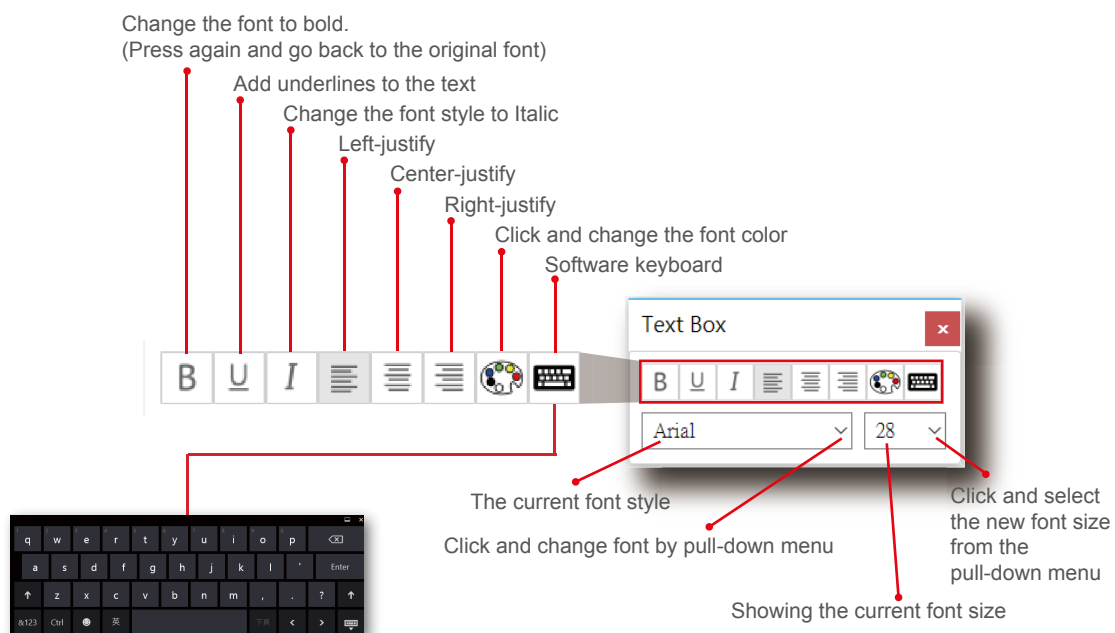 Change the font to bold.
(Press again and go back to the original font)
Add underlines to the text
Change the font style to Italic
Left-justify
Center-justify
Right-justify
Click and change the font color
Software keyboard
Text Box
x
B U I
B U I
Arial
28
The current font style
Click and change font by pull-down menu
Click and select
the new font size
from the
pull-down menu
Showing the current font size
q w e r t y u i o p
a s d f g h j k l ' Enter
z x c v b n m , . ?
&123 Ctrl 英 下頁 < >